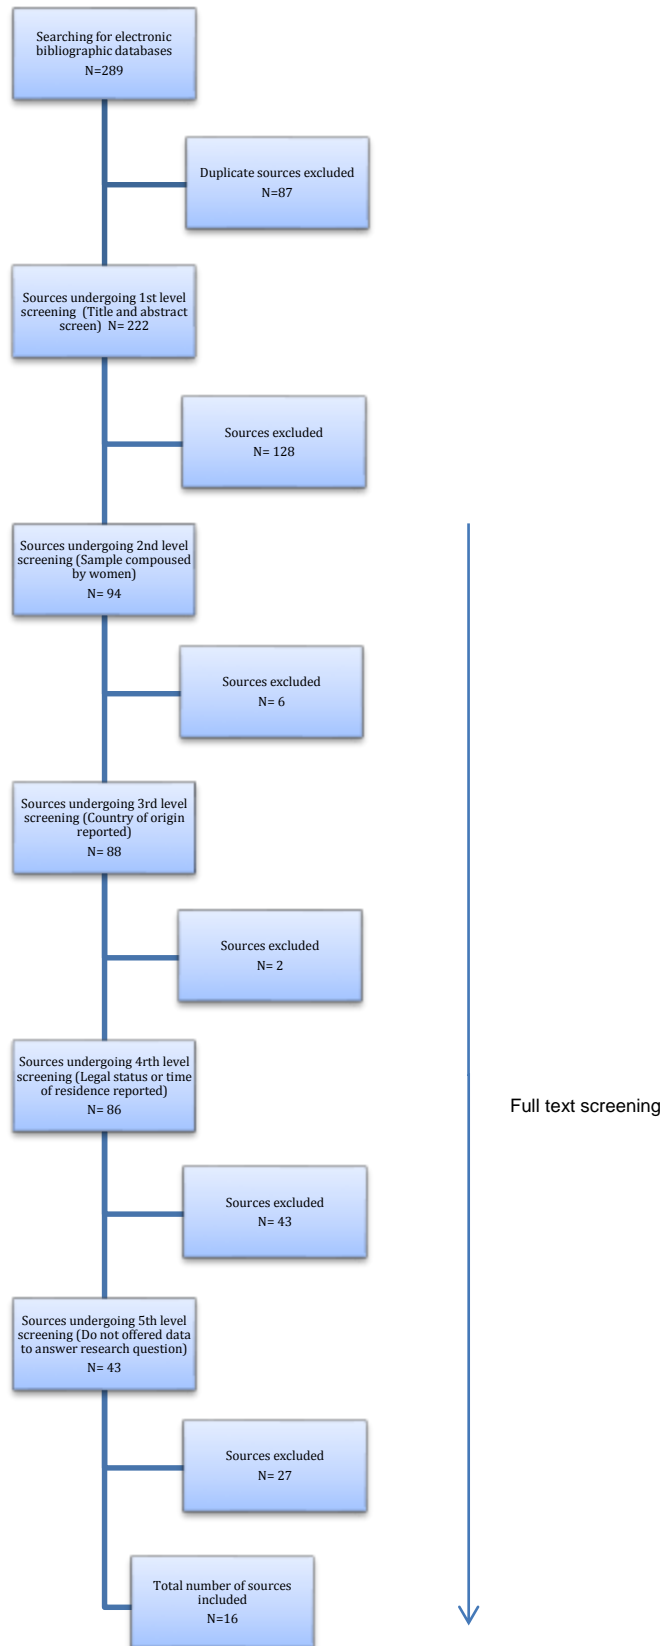 Searching for electronic
bibliographic databases
N=289
Duplicate sources excluded
N=87
Sources undergoing 1st level
screening (Title and abstract
screen) N= 222
Sources excluded
N= 128
Sources undergoing 2nd level
screening (Sample compoused
by women)
N= 94
Sources excluded
N= 6
Sources undergoing 3rd level
screening (Country of origin
reported)
N= 88
Sources excluded
N= 2
Sources undergoing 4rth level
screening (Legal status or time
of residence reported)
N= 86
Full text screening
Sources excluded
N= 43
Sources undergoing 5th level
screening (Do not offered data
to answer research question)
N= 43
Sources excluded
N= 27
Total number of sources
included
N=16